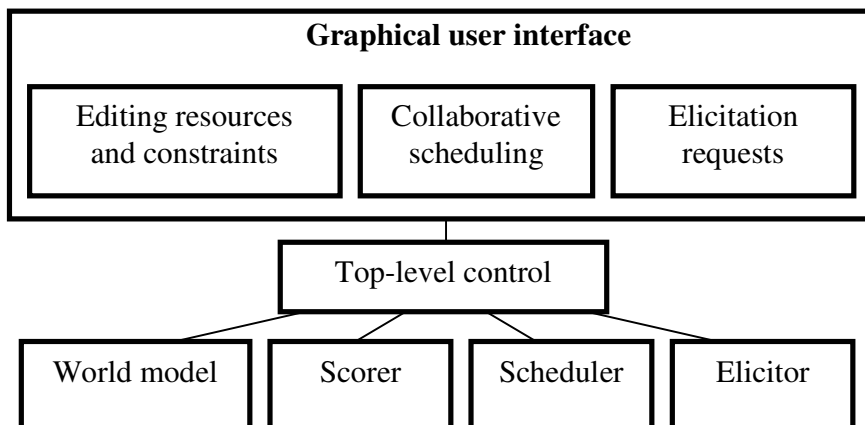 Graphical user interface
Editing resources
and constraints
Collaborative
scheduling
Elicitation
requests
Top-level control
World model
Scorer
Scheduler
Elicitor